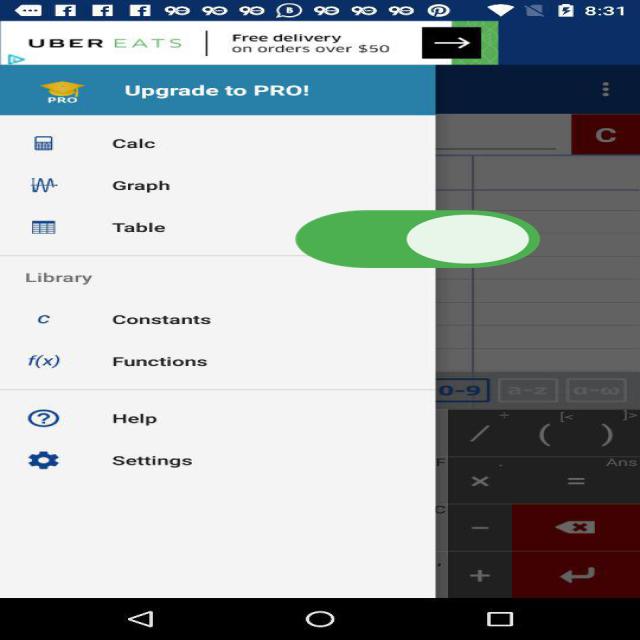 8:31
UBER EATS
Free delivery
on orders over $50
PRO
Upgrade to PRO!
C
Calc
Graph
Table
Library
c Constants
f(x) Functions
0-9 a-z α-ω
Help
Settings
/ ÷ ( [< ) ]>
F × = Ans
C −
+